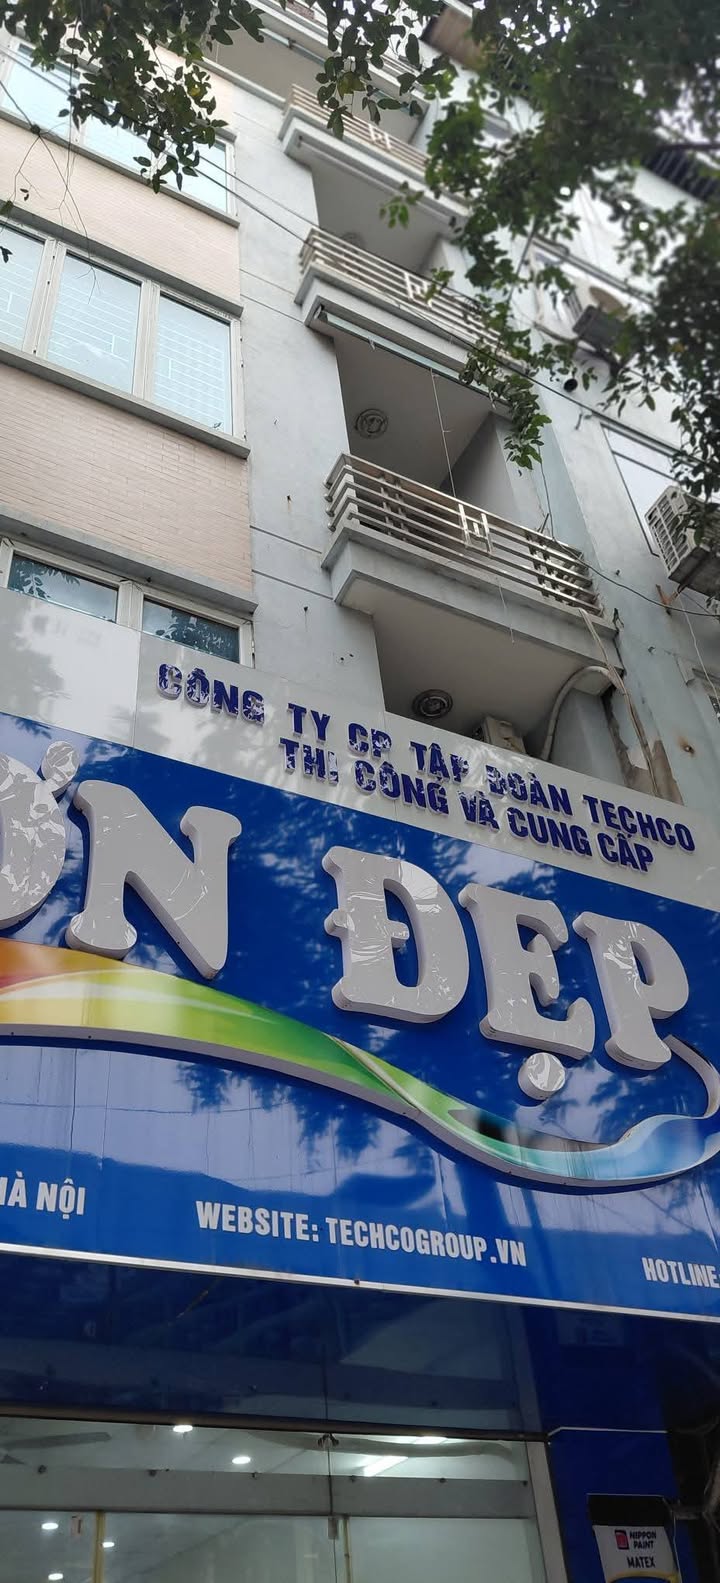 CÔNG TY CP TẬP ĐOÀN TECHCO
THI CÔNG VÀ CUNG CẤP
ƠN ĐẸP
HÀ NỘI
WEBSITE: TECHCOGROUP.VN
HOTLINE
NIPPON
PAINT
MATEX